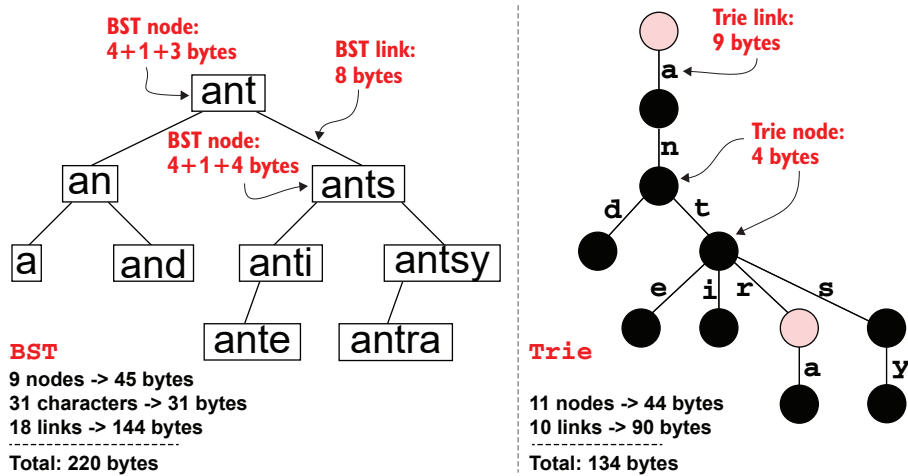 BST node:
4+1+3 bytes
BST link:
8 bytes
ant
BST node:
4+1+4 bytes
an
ants
a
and
anti
antsy
ante
antra
BST
9 nodes -> 45 bytes
31 characters -> 31 bytes
18 links -> 144 bytes
Total: 220 bytes
Trie link:
9 bytes
a
n
Trie node:
4 bytes
d
t
e
i
r
s
a
y
Trie
11 nodes -> 44 bytes
10 links -> 90 bytes
Total: 134 bytes